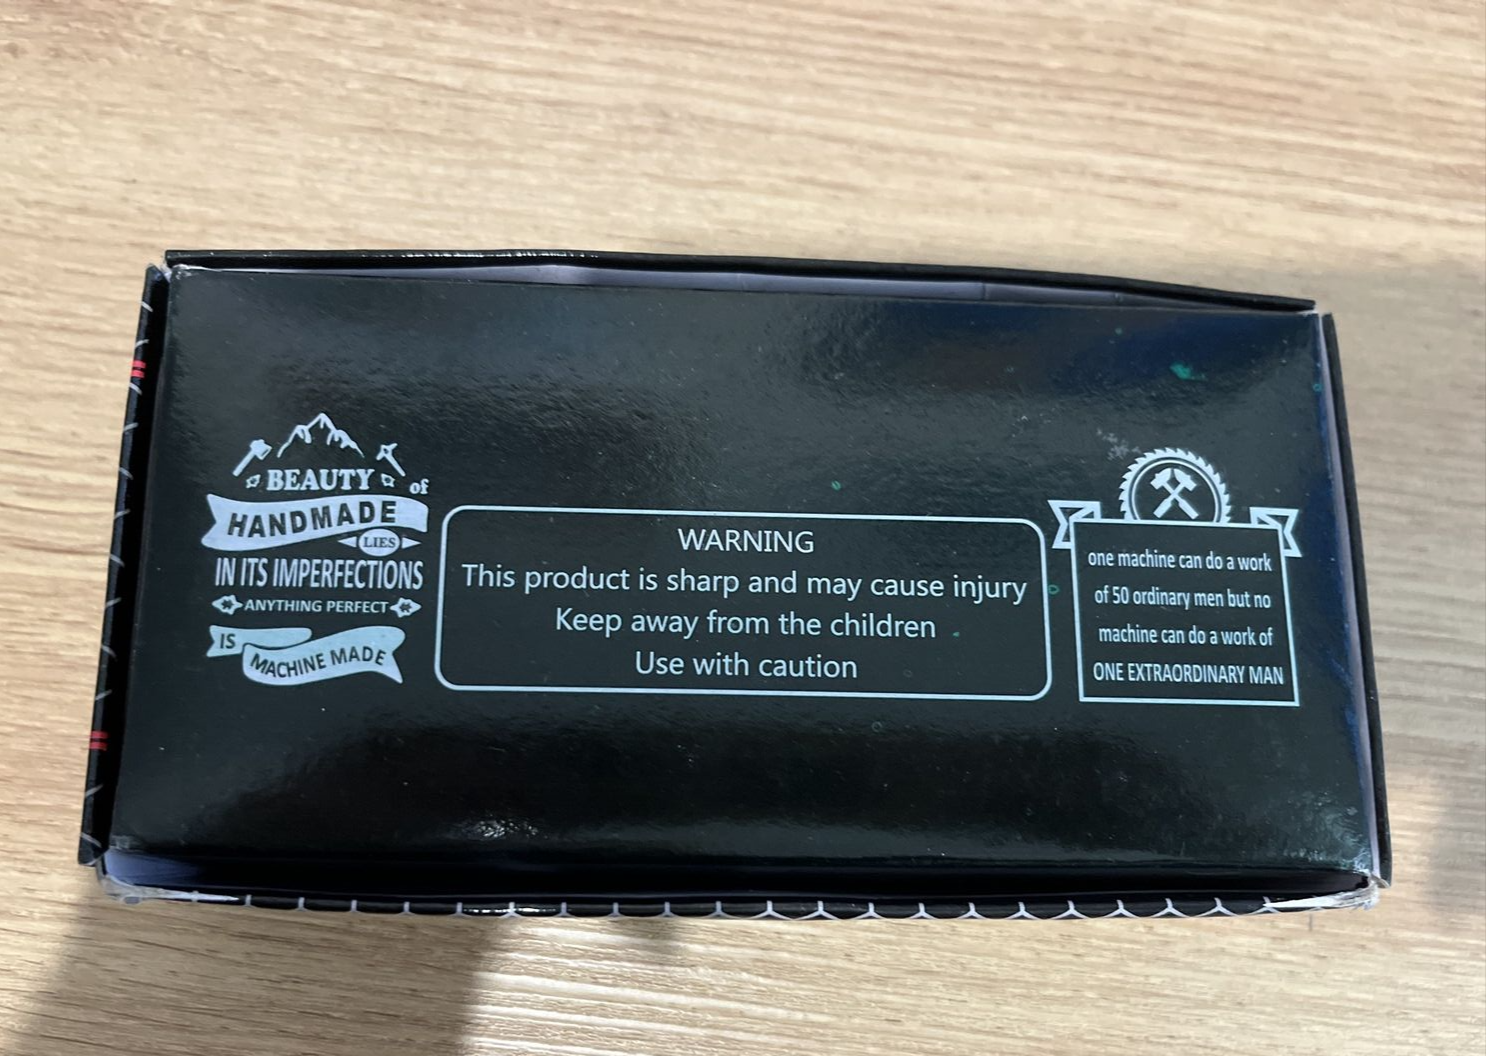 BEAUTY of
HANDMADE
LIES
IN ITS IMPERFECTIONS
ANYTHING PERFECT
IS
MACHINE MADE
WARNING
This product is sharp and may cause injury
Keep away from the children
Use with caution
one machine can do a work
of 50 ordinary men but no
machine can do a work of
ONE EXTRAORDINARY MAN